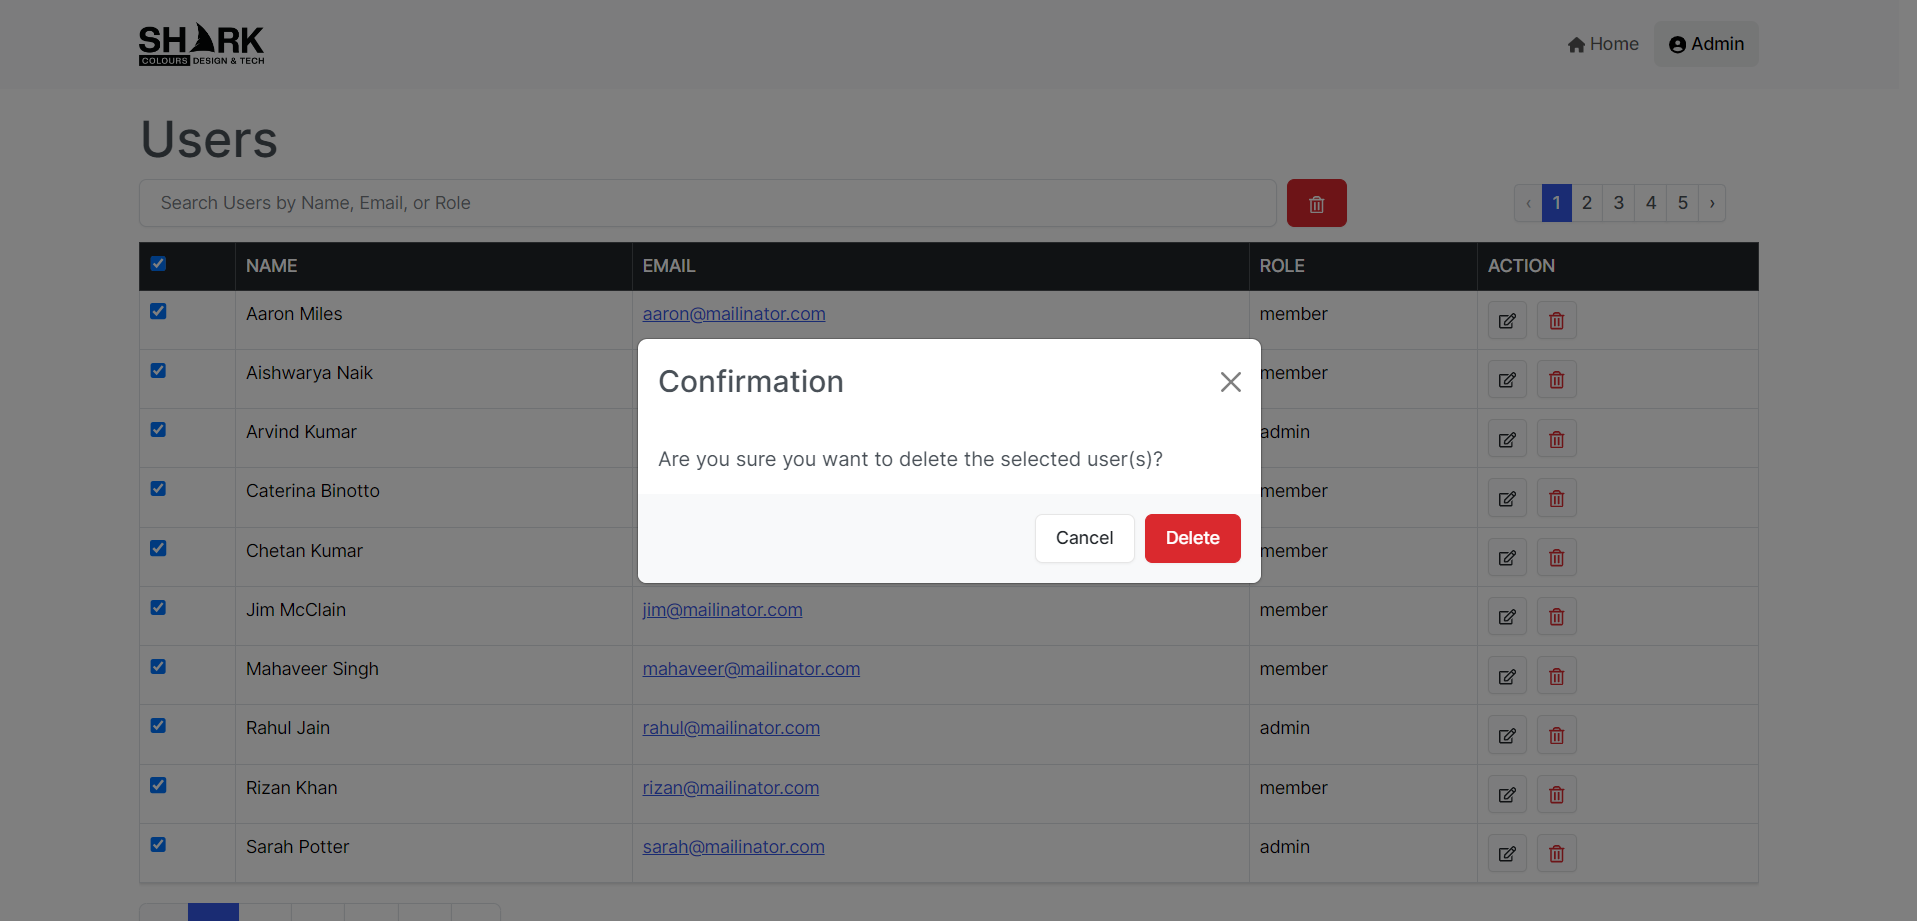 SHARK
COLOURS DESIGN & TECH
Home
Admin
Users
Search Users by Name, Email, or Role
‹ 1 2 3 4 5 ›
NAME EMAIL ROLE ACTION
Aaron Miles aaron@mailinator.com member
Aishwarya Naik member
Arvind Kumar admin
Caterina Binotto member
Chetan Kumar member
Jim McClain jim@mailinator.com member
Mahaveer Singh mahaveer@mailinator.com member
Rahul Jain rahul@mailinator.com admin
Rizan Khan rizan@mailinator.com member
Sarah Potter sarah@mailinator.com admin
Confirmation
Are you sure you want to delete the selected user(s)?
Cancel Delete